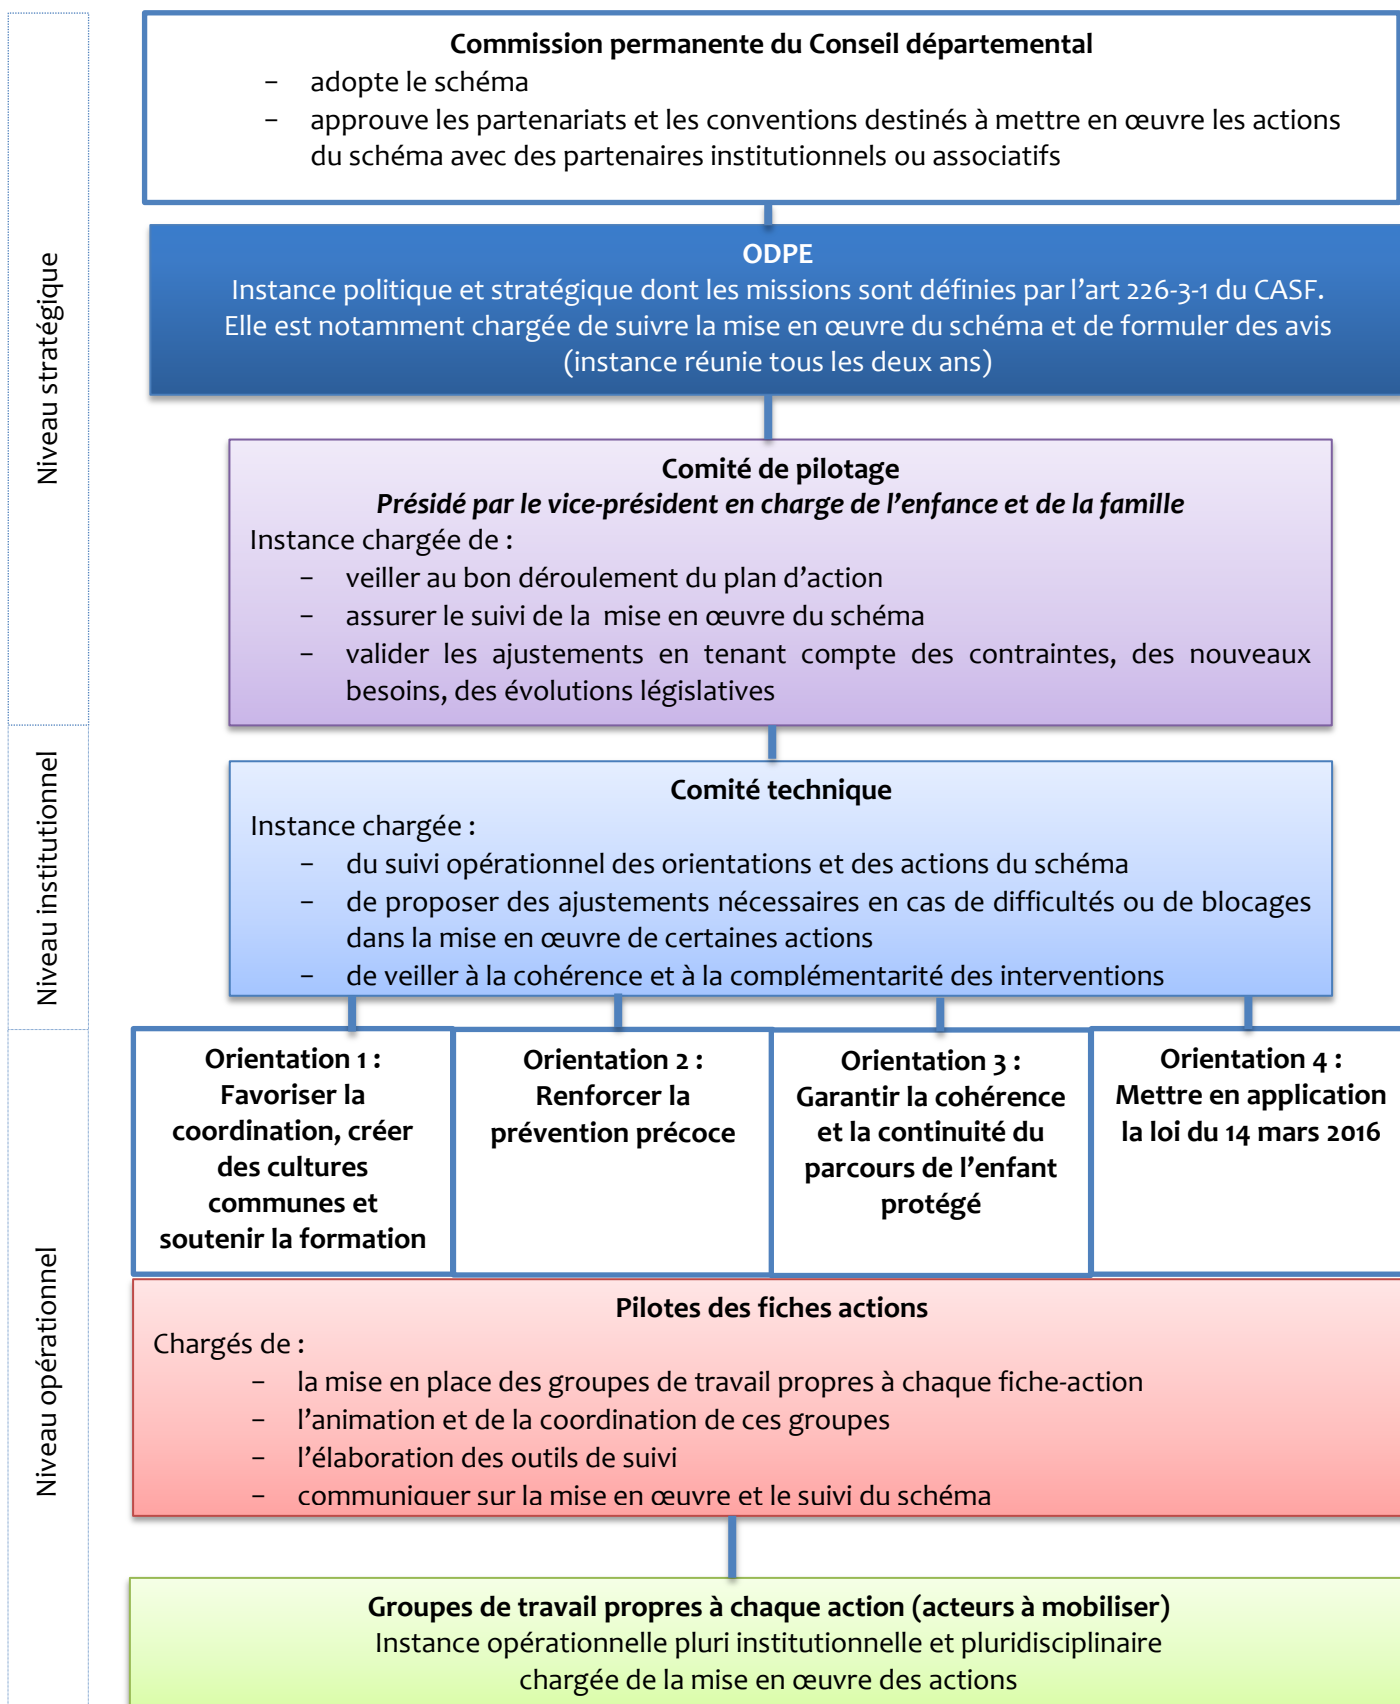 Niveau stratégique
Commission permanente du Conseil départemental
- adopte le schéma
- approuve les partenariats et les conventions destinés à mettre en œuvre les actions
du schéma avec des partenaires institutionnels ou associatifs
ODPE
Instance politique et stratégique dont les missions sont définies par l’art 226-3-1 du CASF.
Elle est notamment chargée de suivre la mise en œuvre du schéma et de formuler des avis
(instance réunie tous les deux ans)
Comité de pilotage
Présidé par le vice-président en charge de l’enfance et de la famille
Instance chargée de :
- veiller au bon déroulement du plan d’action
- assurer le suivi de la mise en œuvre du schéma
- valider les ajustements en tenant compte des contraintes, des nouveaux
besoins, des évolutions législatives
Niveau institutionnel
Comité technique
Instance chargée :
- du suivi opérationnel des orientations et des actions du schéma
- de proposer des ajustements nécessaires en cas de difficultés ou de blocages
dans la mise en œuvre de certaines actions
- de veiller à la cohérence et à la complémentarité des interventions
Niveau opérationnel
Orientation 1 :
Favoriser la
coordination, créer
des cultures
communes et
soutenir la formation
Orientation 2 :
Renforcer la
prévention précoce
Orientation 3 :
Garantir la cohérence
et la continuité du
parcours de l’enfant
protégé
Orientation 4 :
Mettre en application
la loi du 14 mars 2016
Pilotes des fiches actions
Chargés de :
- la mise en place des groupes de travail propres à chaque fiche-action
- l’animation et de la coordination de ces groupes
- l’élaboration des outils de suivi
- communiquer sur la mise en œuvre et le suivi du schéma
Groupes de travail propres à chaque action (acteurs à mobiliser)
Instance opérationnelle pluri institutionnelle et pluridisciplinaire
chargée de la mise en œuvre des actions